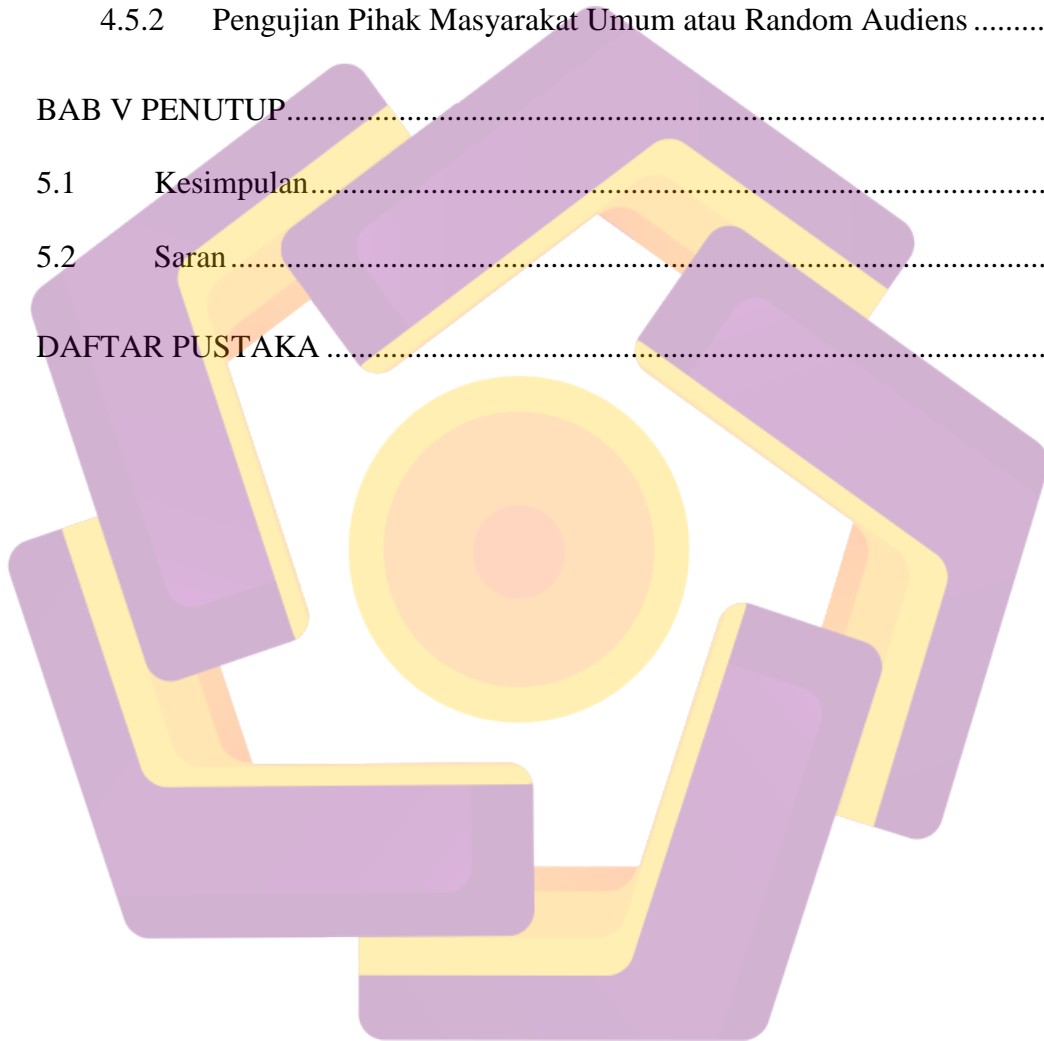 4.5.2 Pengujian Pihak Masyarakat Umum atau Random Audiens .........
BAB V PENUTUP................................................................................................
5.1 Kesimpulan.............................................................................................
5.2 Saran.......................................................................................................
DAFTAR PUSTAKA ...........................................................................................